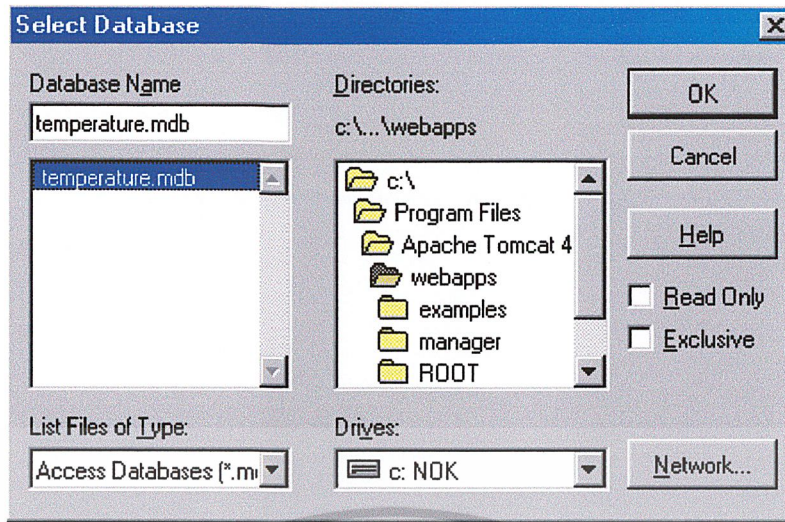 Select Database
Database Name
temperature.mdb
temperature.mdb
List Files of Type:
Access Databases (*.m
Directories:
c:\...\webapps
c:\
Program Files
Apache Tomcat 4
webapps
examples
manager
ROOT
Drives:
c: NOK
OK
Cancel
Help
Read Only
Exclusive
Network...